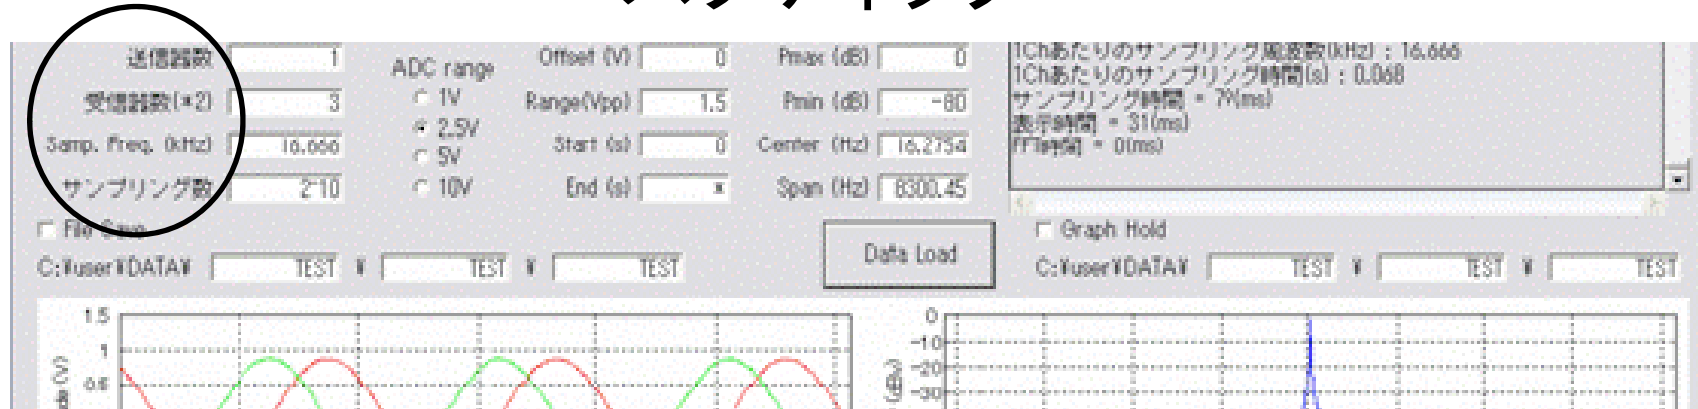 送信器数 1
受信器数(*2) 3
Samp. Freq. (kHz) 16.666
サンプリング数 2^10
ADC range
1V
2.5V
5V
10V
Offset (V) 0
Range(Vpp) 1.5
Start (s) 0
End (s) *
Pmax (dB) 0
Pmin (dB) -80
Center (Hz) 16.2754
Span (Hz) 8300.45
1Chあたりのサンプリング周波数(kHz) : 16.666
1Chあたりのサンプリング時間(s) : 0.068
サンプリング時間 = (ms)
表示時間 = 31(ms)
FFT時間 = 0(ms)
File Save
C:¥user¥DATA¥ TEST ¥ TEST ¥ TEST
Data Load
Graph Hold
C:¥user¥DATA¥ TEST ¥ TEST ¥ TEST
1.5
1
0.5
(V)
0
-10
-20
-30